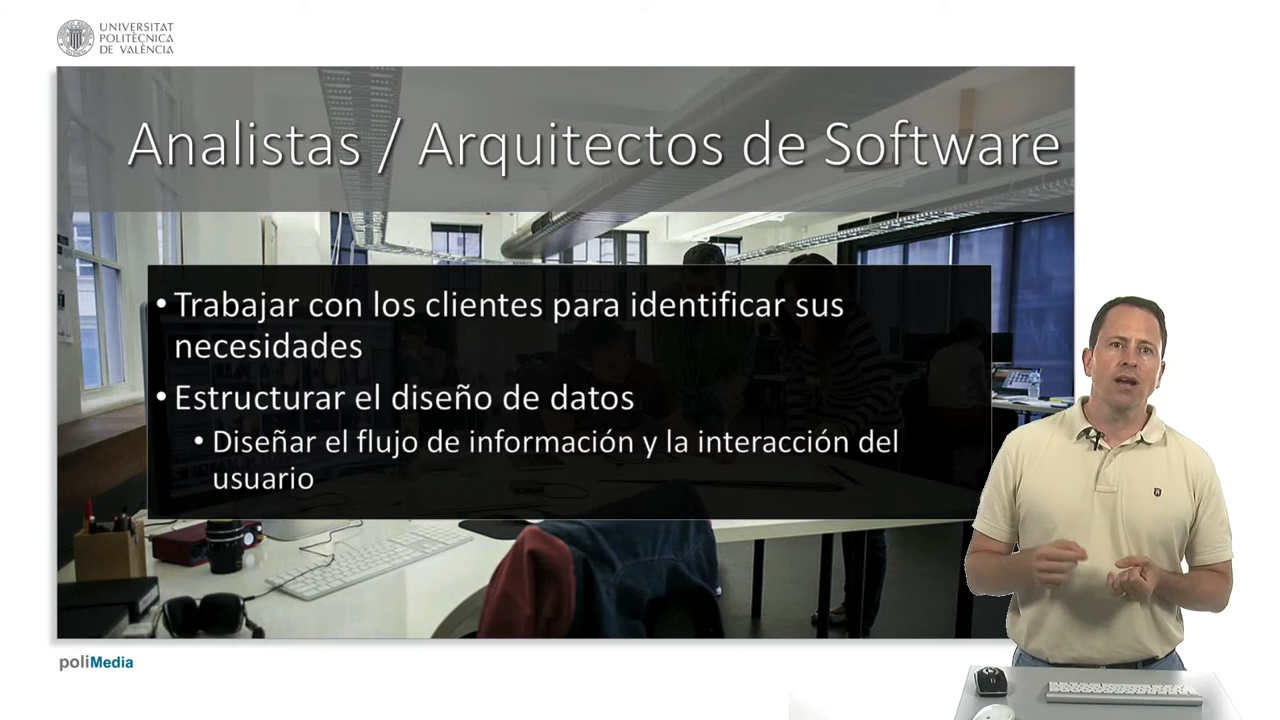 UNIVERSITAT
POLITÈCNICA
DE VALÈNCIA
Analistas / Arquitectos de Software
• Trabajar con los clientes para identificar sus
necesidades
• Estructurar el diseño de datos
• Diseñar el flujo de información y la interacción del
usuario
poliMedia